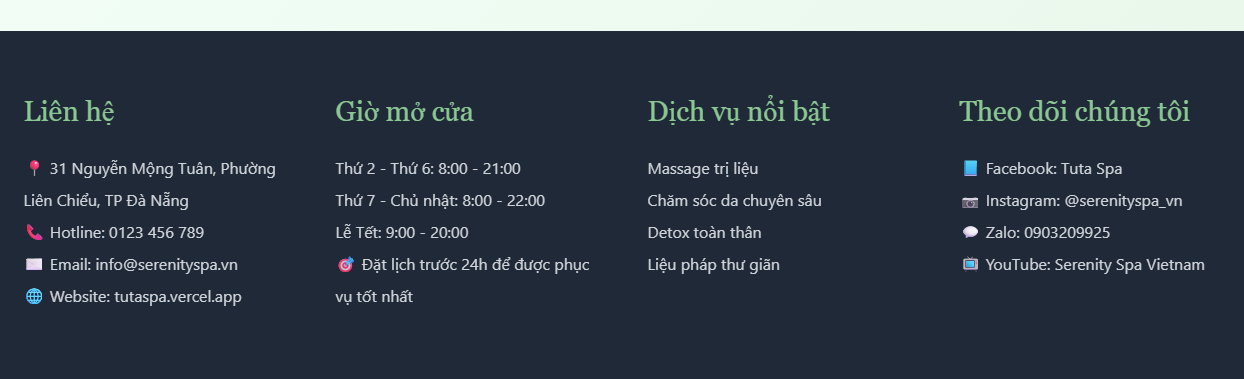 Liên hệ
📍 31 Nguyễn Mộng Tuân, Phường
Liên Chiểu, TP Đà Nẵng
📞 Hotline: 0123 456 789
✉️ Email: info@serenityspa.vn
🌐 Website: tutaspa.vercel.app
Giờ mở cửa
Thứ 2 - Thứ 6: 8:00 - 21:00
Thứ 7 - Chủ nhật: 8:00 - 22:00
Lễ Tết: 9:00 - 20:00
🎯 Đặt lịch trước 24h để được phục
vụ tốt nhất
Dịch vụ nổi bật
Massage trị liệu
Chăm sóc da chuyên sâu
Detox toàn thân
Liệu pháp thư giãn
Theo dõi chúng tôi
📘 Facebook: Tuta Spa
📷 Instagram: @serenityspa_vn
💬 Zalo: 0903209925
📺 YouTube: Serenity Spa Vietnam